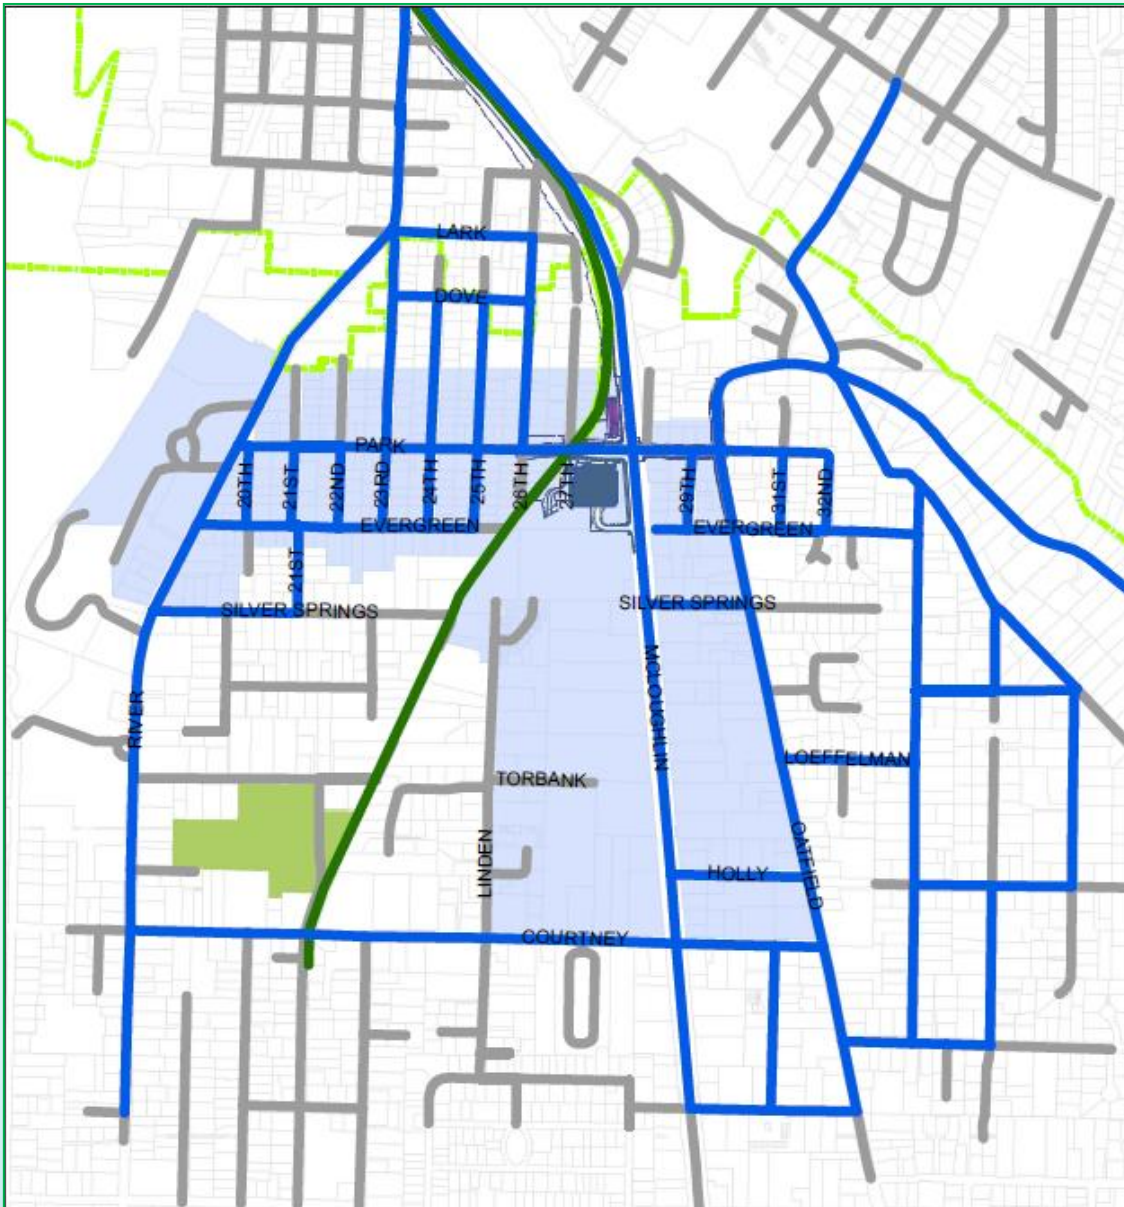 LARK
DOVE
PARK
20TH
21ST
22ND
23RD
24TH
25TH
26TH
27TH
29TH
31ST
32ND
EVERGREEN
EVERGREEN
21ST
SILVER SPRINGS
SILVER SPRINGS
RIVER
MCLOUGHLIN
LOEFFELMAN
TORBANK
LINDEN
OATFIELD
HOLLY
COURTNEY